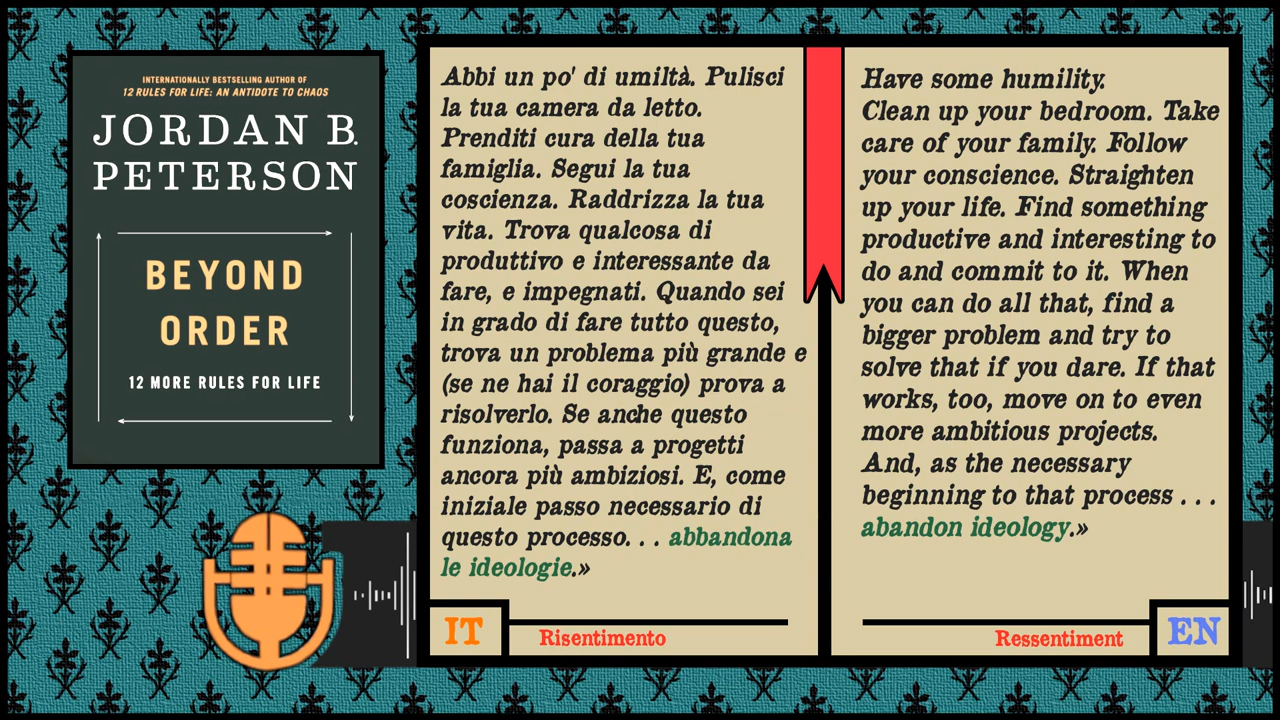 INTERNATIONALLY BESTSELLING AUTHOR OF
12 RULES FOR LIFE: AN ANTIDOTE TO CHAOS
JORDAN B.
PETERSON
BEYOND
ORDER
12 MORE RULES FOR LIFE
Abbi un po' di umiltà. Pulisci
la tua camera da letto.
Prenditi cura della tua
famiglia. Segui la tua
coscienza. Raddrizza la tua
vita. Trova qualcosa di
produttivo e interessante da
fare, e impegnati. Quando sei
in grado di fare tutto questo,
trova un problema più grande e
(se ne hai il coraggio) prova a
risolverlo. Se anche questo
funziona, passa a progetti
ancora più ambiziosi. E, come
iniziale passo necessario di
questo processo. . . abbandona
le ideologie.»
IT
Risentimento
Have some humility.
Clean up your bedroom. Take
care of your family. Follow
your conscience. Straighten
up your life. Find something
productive and interesting to
do and commit to it. When
you can do all that, find a
bigger problem and try to
solve that if you dare. If that
works, too, move on to even
more ambitious projects.
And, as the necessary
beginning to that process . . .
abandon ideology.»
Ressentiment
EN